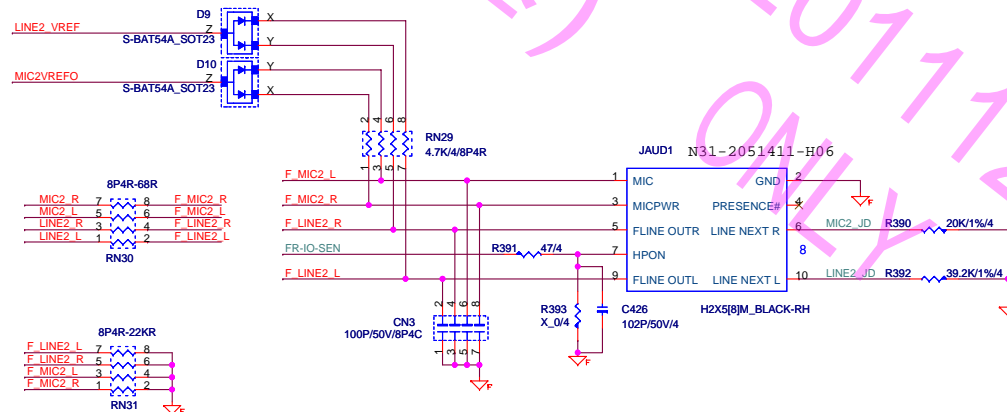 D9
X
LINE2_VREF
Z
Y
S-BAT54A_SOT23
D10
Y
MIC2VREFO
Z
S-BAT54A_SOT23
X
2 4 6 8
RN29
4.7K/4/8P4R
1 3 5 7
JAUD1 N31-2051411-H06
F_MIC2_L 1 MIC GND 2
F_MIC2_R 3 MICPWR PRESENCE# 4
F_LINE2_R 5 FLINE OUTR LINE NEXT R 6 MIC2_JD R390 20K/1%/4
FR-IO-SEN R391 47/4 7 HPON 8
F_LINE2_L 9 FLINE OUTL LINE NEXT L 10 LINE2_JD R392 39.2K/1%/4
H2X5[8]M_BLACK-RH
8P4R-68R
MIC2_R 7 8 F_MIC2_R
MIC2_L 5 6 F_MIC2_L
LINE2_R 3 4 F_LINE2_R
LINE2_L 1 2 F_LINE2_L
RN30
2 4 6 8
CN3
100P/50V/8P4C
1 3 5 7
F
R393
X_0/4
C426
102P/50V/4
F
F
8P4R-22KR
F_LINE2_L 7 8
F_LINE2_R 5 6
F_MIC2_L 3 4
F_MIC2_R 1 2
RN31
F
ONLY